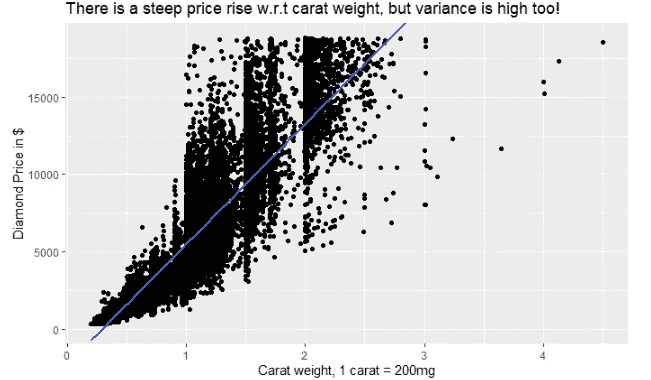 There is a steep price rise w.r.t carat weight, but variance is high too!
Diamond Price in $
15000
10000
5000
0
0 1 2 3 4
Carat weight, 1 carat = 200mg